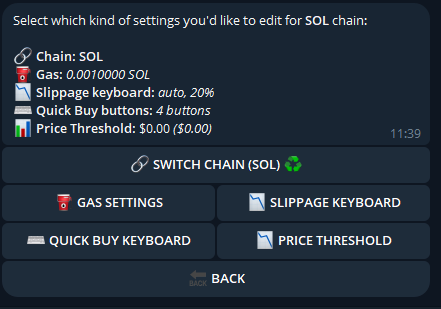 Select which kind of settings you'd like to edit for SOL chain:
Chain: SOL
Gas: 0.0010000 SOL
Slippage keyboard: auto, 20%
Quick Buy buttons: 4 buttons
Price Threshold: $0.00 ($0.00)
11:39
SWITCH CHAIN (SOL)
GAS SETTINGS
SLIPPAGE KEYBOARD
QUICK BUY KEYBOARD
PRICE THRESHOLD
BACK BACK